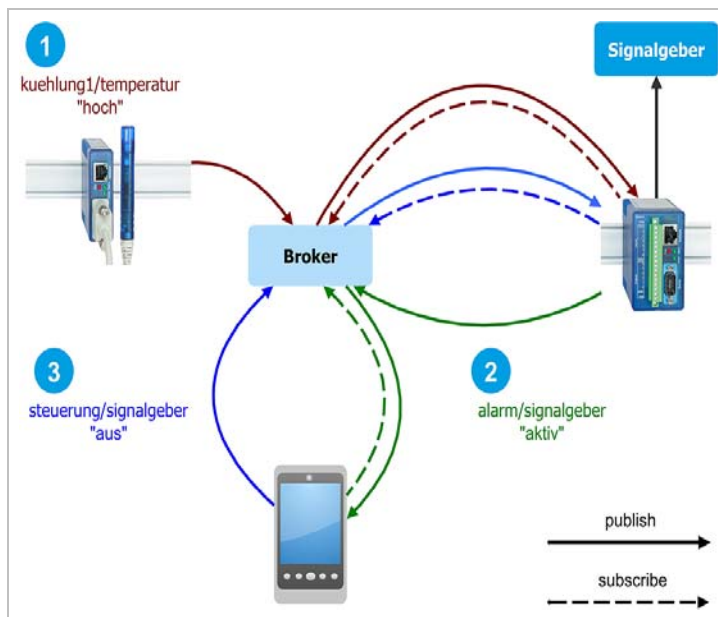 1
kuehlung1/temperatur
"hoch"
Signalgeber
Broker
3
steuerung/signalgeber
"aus"
2
alarm/signalgeber
"aktiv"
publish
subscribe